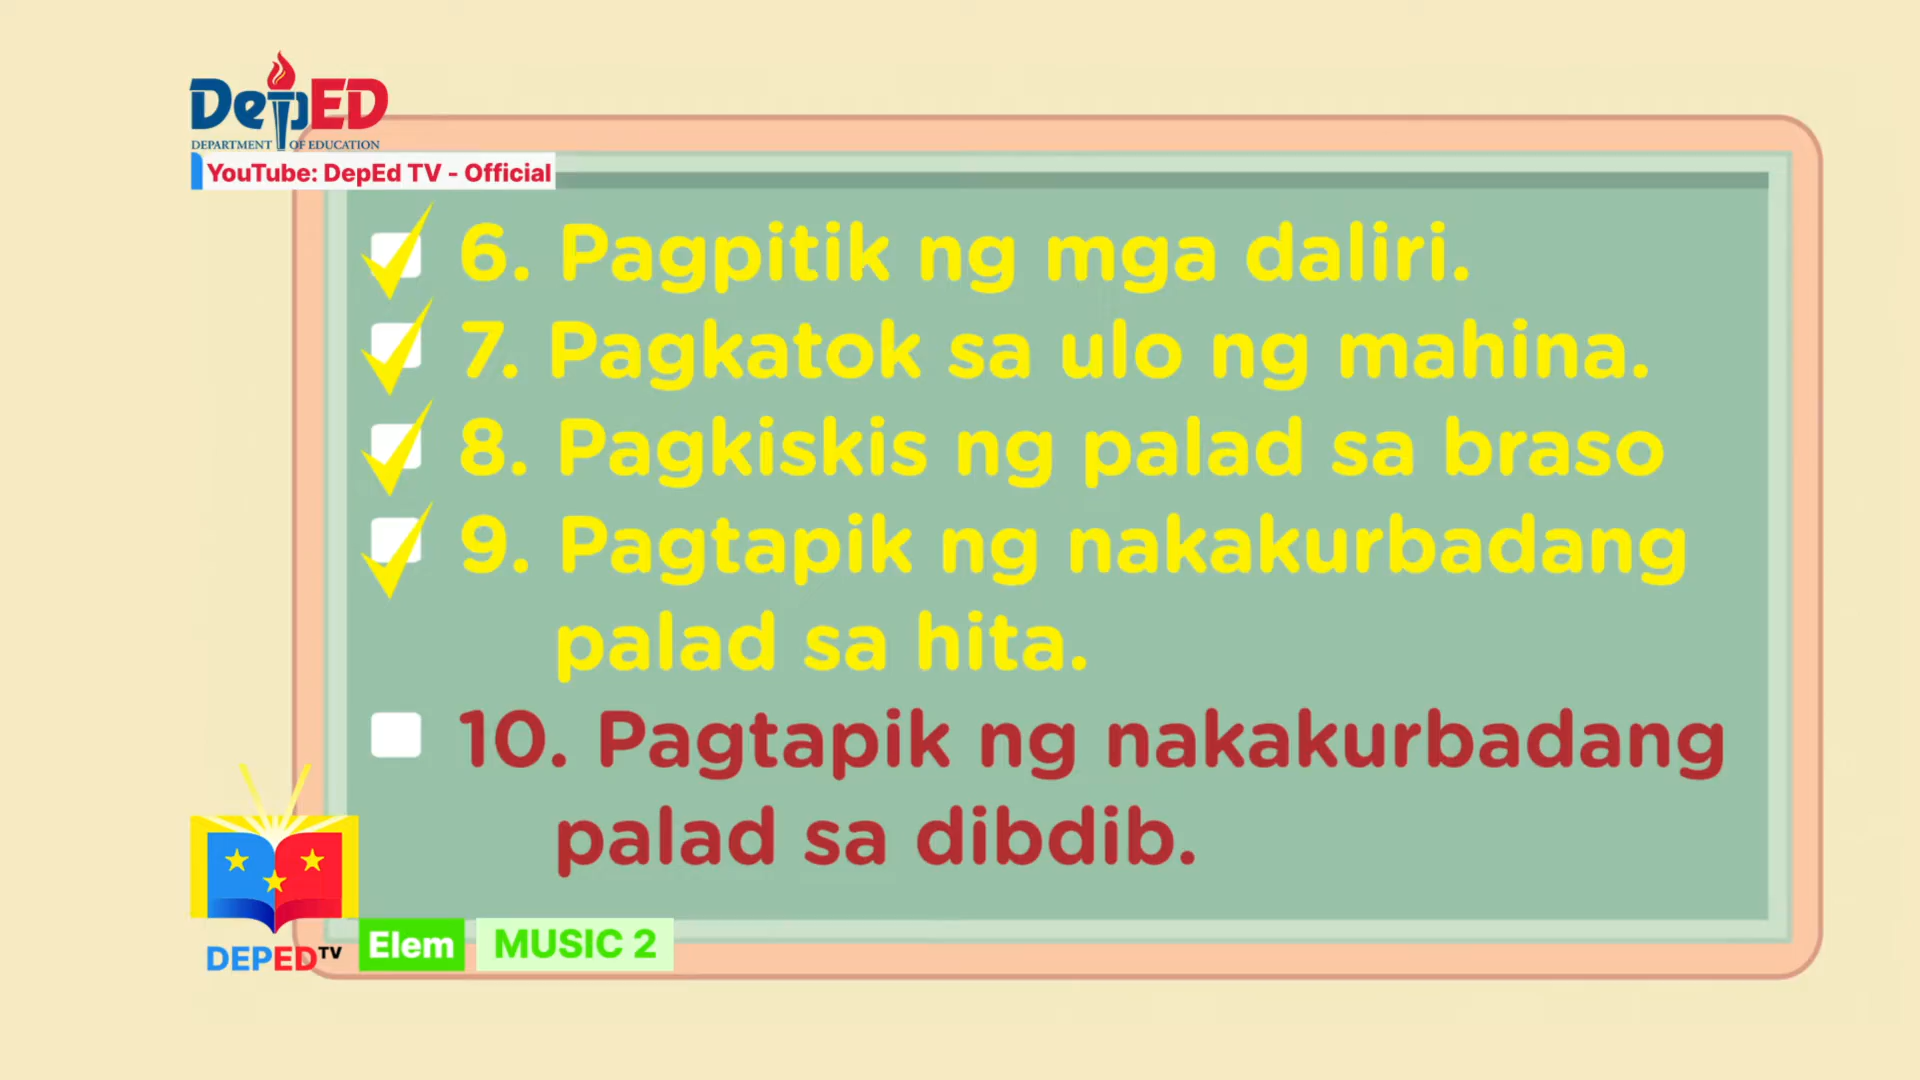 DepED
DEPARTMENT OF EDUCATION
YouTube: DepEd TV - Official
6. Pagpitik ng mga daliri.
7. Pagkatok sa ulo ng mahina.
8. Pagkiskis ng palad sa braso
9. Pagtapik ng nakakurbadang
palad sa hita.
10. Pagtapik ng nakakurbadang
palad sa dibdib.
DEPED TV
Elem
MUSIC 2